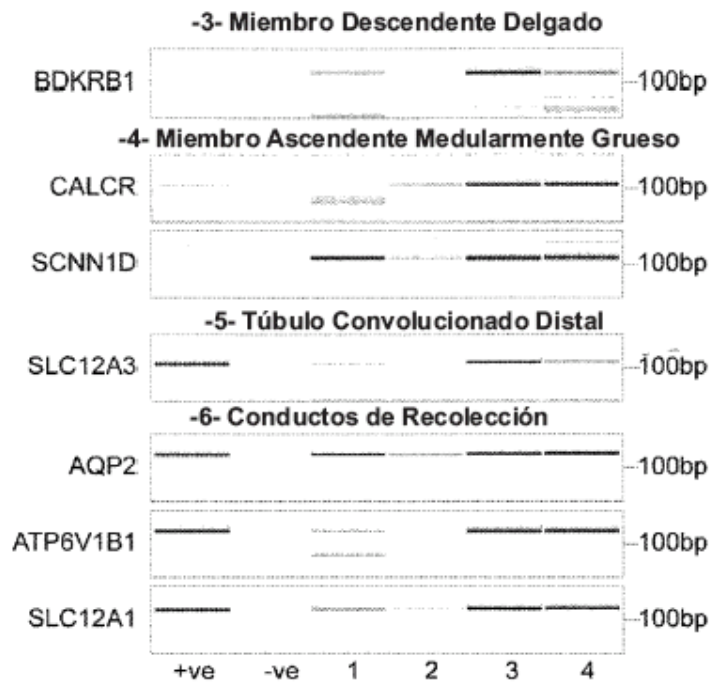 -3- Miembro Descendente Delgado
BDKRB1 100bp
-4- Miembro Ascendente Medularmente Grueso
CALCR 100bp
SCNN1D 100bp
-5- Túbulo Convolucionado Distal
SLC12A3 100bp
-6- Conductos de Recolección
AQP2 100bp
ATP6V1B1 100bp
SLC12A1 100bp
+ve -ve 1 2 3 4